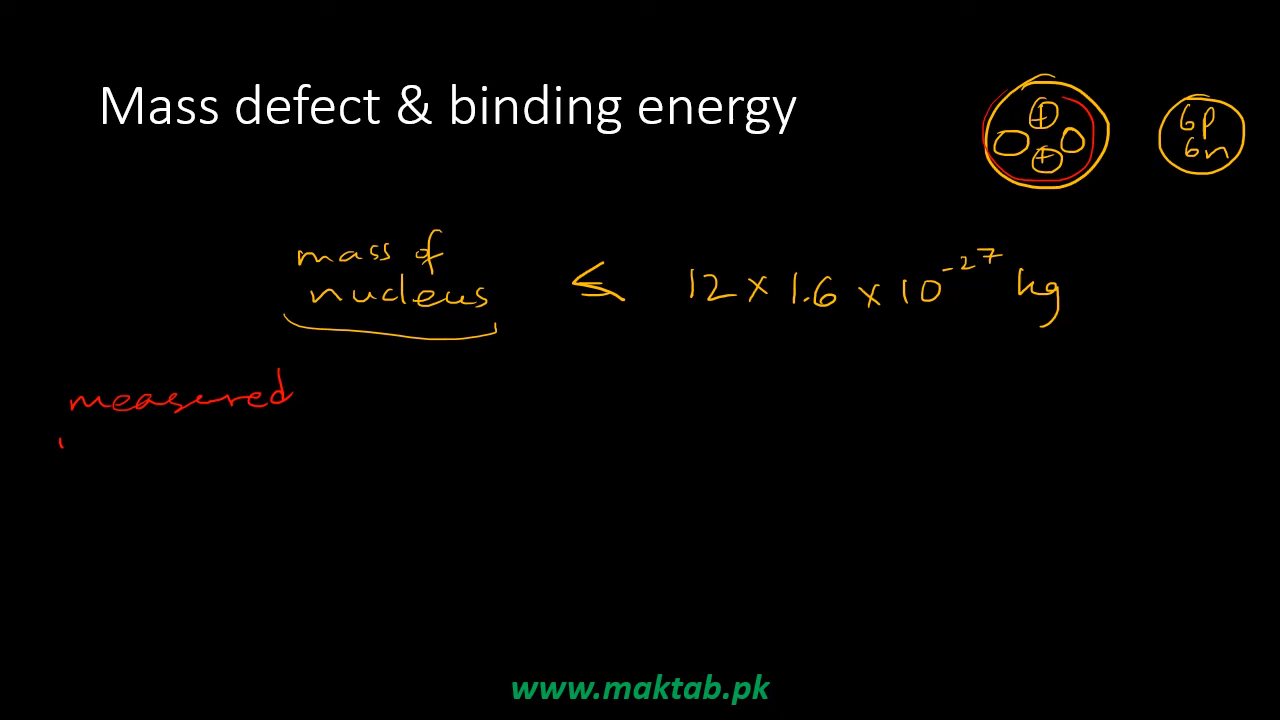 Mass defect & binding energy
+
+
6p
6n
mass of
nucleus < 12 x 1.6 x 10⁻²⁷ kg
measured
www.maktab.pk